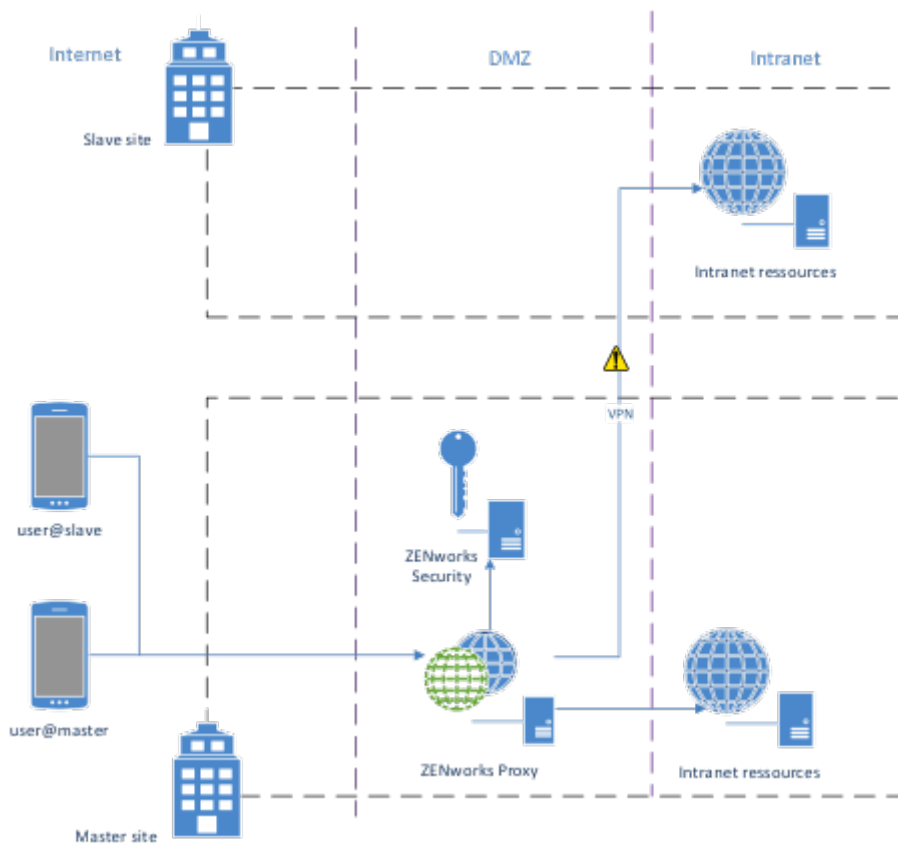 Internet
DMZ
Intranet
Slave site
Intranet ressources
VPN
user@slave
ZENworks
Security
user@master
ZENworks Proxy
Intranet ressources
Master site